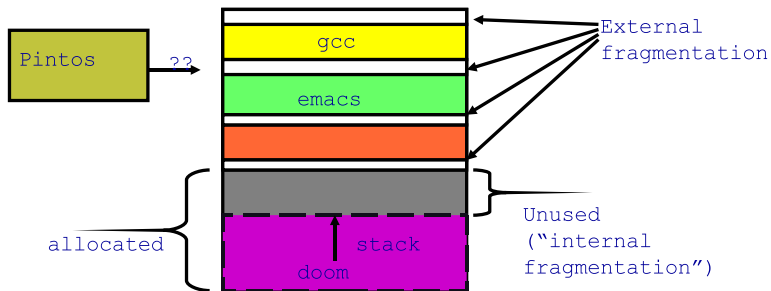 External
fragmentation
gcc
Pintos
??
emacs
Unused
("internal
fragmentation")
allocated
stack
doom